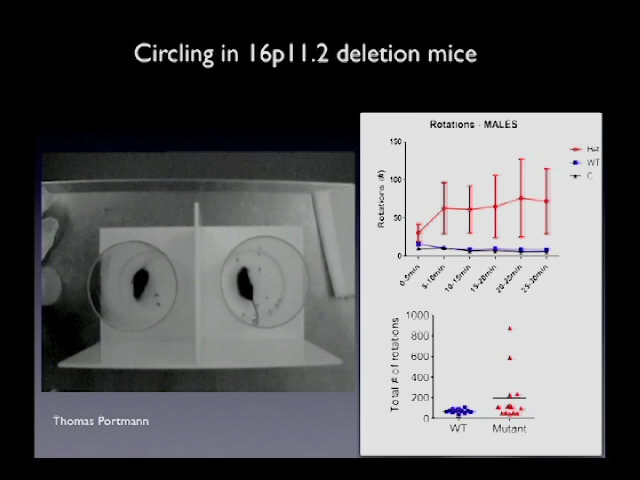 Circling in 16p11.2 deletion mice
Rotations - MALES
Rotations (#)
150
100
50
0
Het
WT
C
0-5min
5-10min
10-15min
15-20min
20-25min
25-30min
Total # of rotations
1000
800
600
400
200
0
WT
Mutant
Thomas Portmann